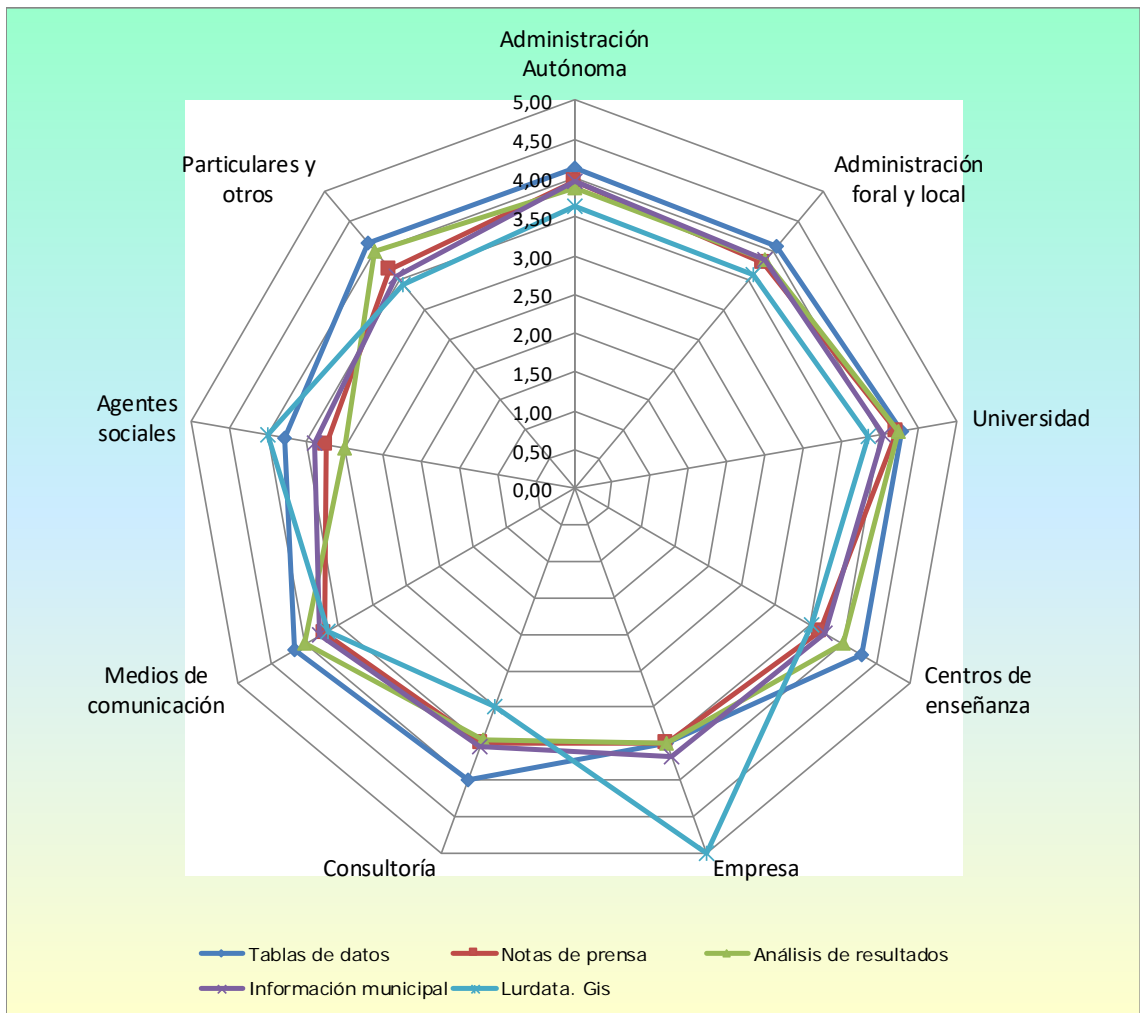 Administración
Autónoma
5,00
4,50
4,00
3,50
3,00
2,50
2,00
1,50
1,00
0,50
0,00
Administración
foral y local
Universidad
Centros de
enseñanza
Empresa
Consultoría
Medios de
comunicación
Agentes
sociales
Particulares y
otros
Tablas de datos
Notas de prensa
Análisis de resultados
Información municipal
Lurdata. Gis